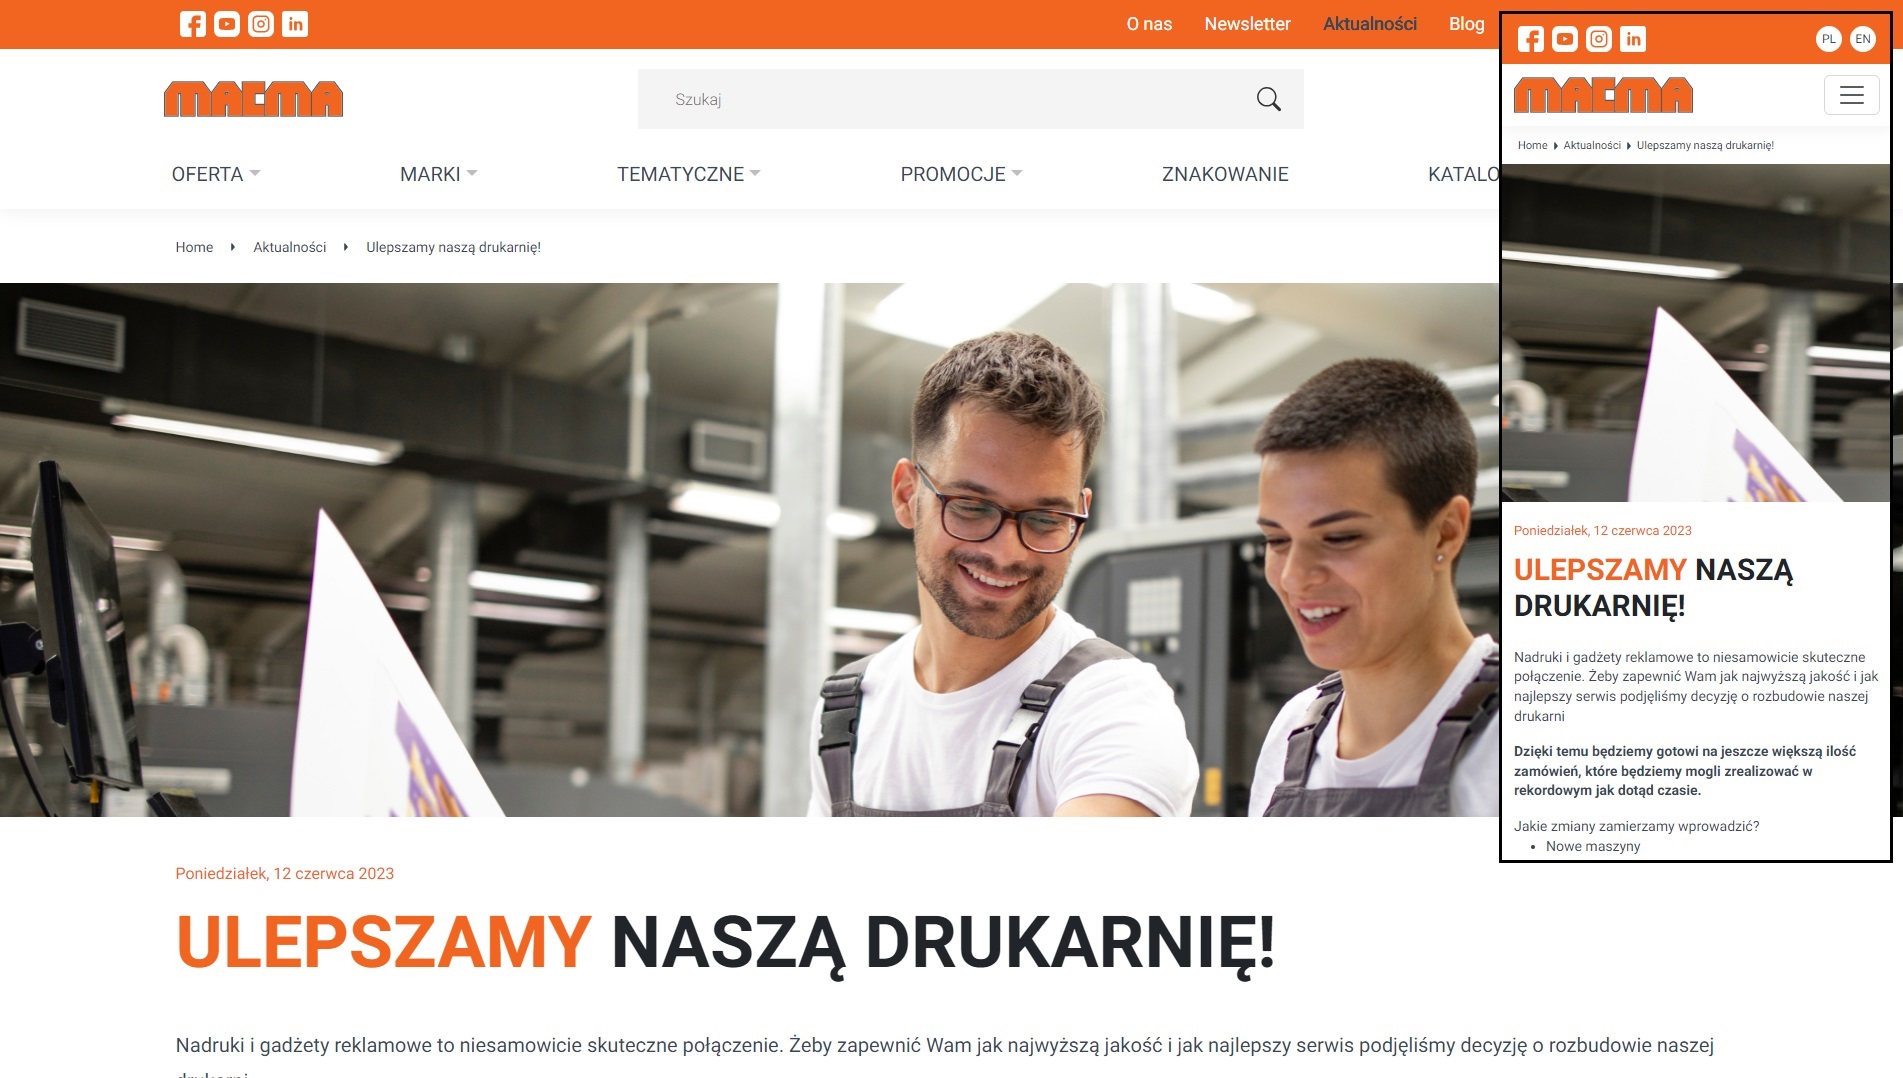 O nas Newsletter Aktualności Blog
MACMA
Szukaj
OFERTA MARKI TEMATYCZNE PROMOCJE ZNAKOWANIE KATALO
Home Aktualności Ulepszamy naszą drukarnię!
Poniedziałek, 12 czerwca 2023
ULEPSZAMY NASZĄ DRUKARNIĘ!
Nadruki i gadżety reklamowe to niesamowicie skuteczne połączenie. Żeby zapewnić Wam jak najwyższą jakość i jak najlepszy serwis podjęliśmy decyzję o rozbudowie naszej
drukarni
PL EN
MACMA
Home Aktualności Ulepszamy naszą drukarnię!
Poniedziałek, 12 czerwca 2023
ULEPSZAMY NASZĄ
DRUKARNIĘ!
Nadruki i gadżety reklamowe to niesamowicie skuteczne
połączenie. Żeby zapewnić Wam jak najwyższą jakość i jak
najlepszy serwis podjęliśmy decyzję o rozbudowie naszej
drukarni
Dzięki temu będziemy gotowi na jeszcze większą ilość
zamówień, które będziemy mogli zrealizować w
rekordowym jak dotąd czasie.
Jakie zmiany zamierzamy wprowadzić?
• Nowe maszyny